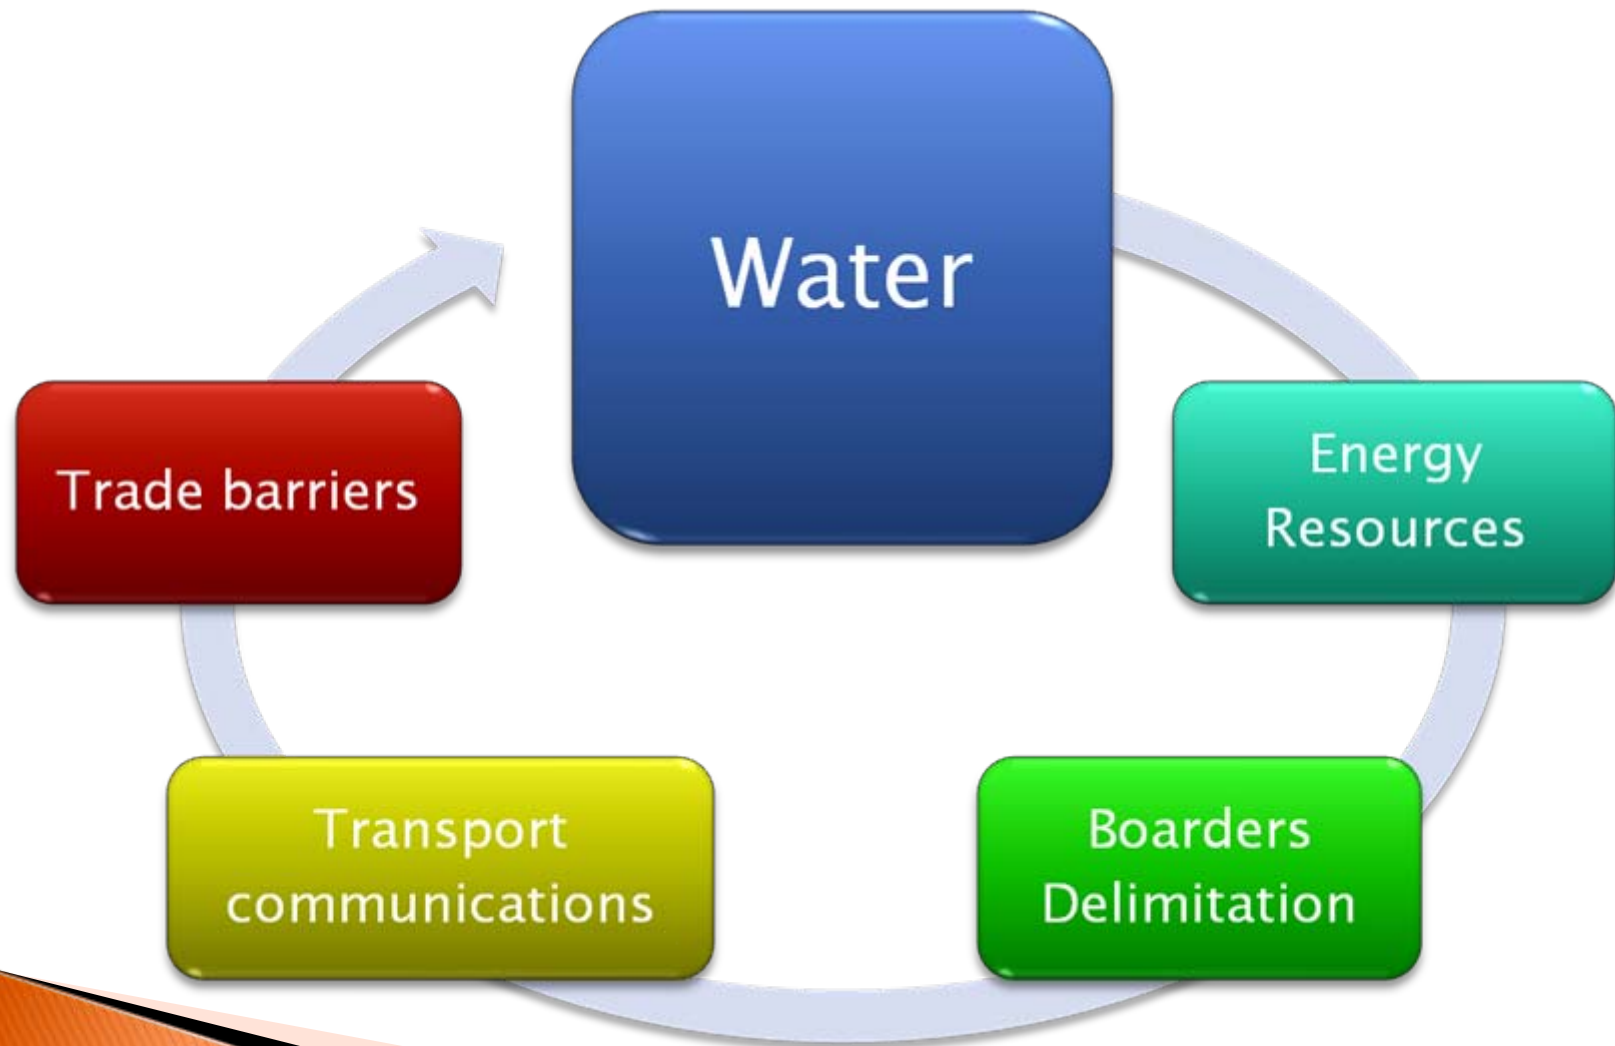 Water
Energy
Resources
Boarders
Delimitation
Transport
communications
Trade barriers